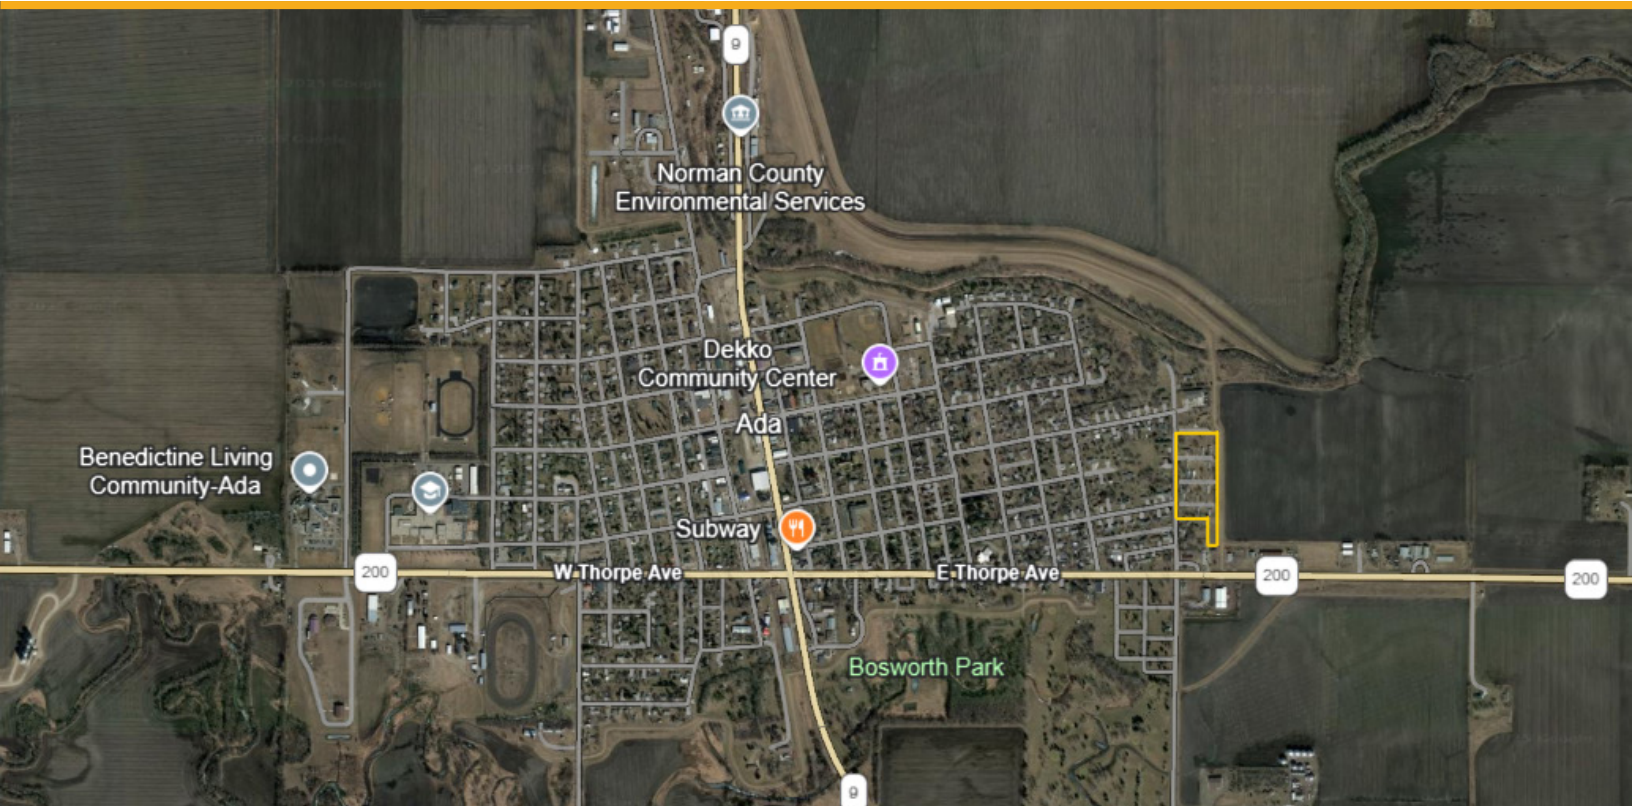 9
Norman County
Environmental Services
Dekko
Community Center
Ada
Benedictine Living
Community-Ada
Subway
200
W Thorpe Ave
E Thorpe Ave
200
200
Bosworth Park
9